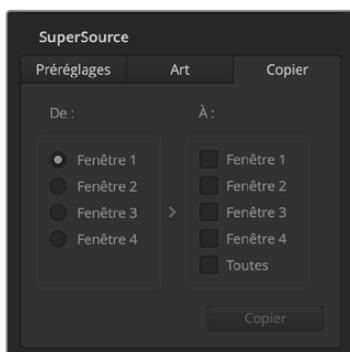 SuperSource
Préréglages Art Copier
De : À :
Fenêtre 1 Fenêtre 1
Fenêtre 2 Fenêtre 2
Fenêtre 3 > Fenêtre 3
Fenêtre 4 Fenêtre 4
Toutes
Copier